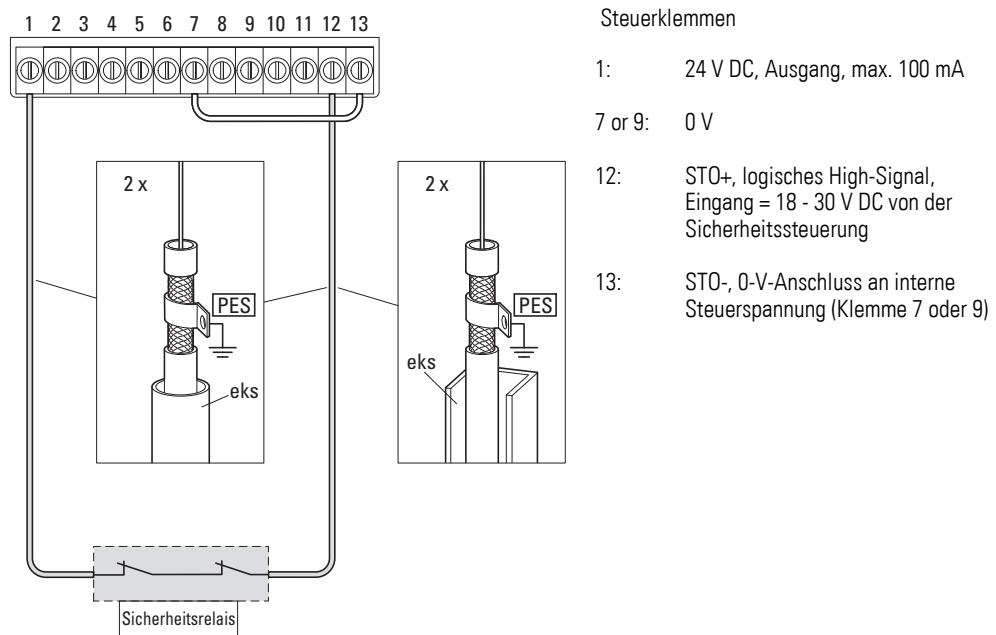 1 2 3 4 5 6 7 8 9 10 11 12 13
2 x
PES
eks
2 x
PES
eks
Sicherheitsrelais
Steuerklemmen
1: 24 V DC, Ausgang, max. 100 mA
7 or 9: 0 V
12: STO+, logisches High-Signal,
Eingang = 18 - 30 V DC von der
Sicherheitssteuerung
13: STO-, 0-V-Anschluss an interne
Steuerspannung (Klemme 7 oder 9)